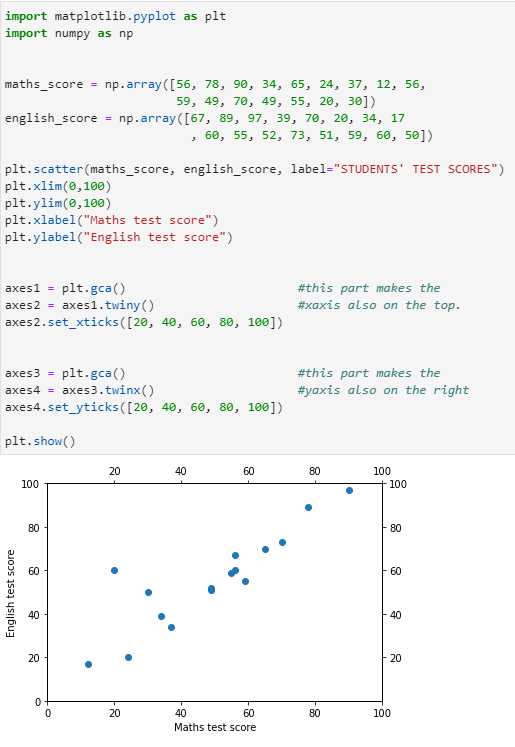 import matplotlib.pyplot as plt
import numpy as np
maths_score = np.array([56, 78, 90, 34, 65, 24, 37, 12, 56,
59, 49, 70, 49, 55, 20, 30])
english_score = np.array([67, 89, 97, 39, 70, 20, 34, 17
, 60, 55, 52, 73, 51, 59, 60, 50])
plt.scatter(maths_score, english_score, label="STUDENTS' TEST SCORES")
plt.xlim(0,100)
plt.ylim(0,100)
plt.xlabel("Maths test score")
plt.ylabel("English test score")
axes1 = plt.gca() #this part makes the
axes2 = axes1.twiny() #xaxis also on the top.
axes2.set_xticks([20, 40, 60, 80, 100])
axes3 = plt.gca() #this part makes the
axes4 = axes3.twinx() #yaxis also on the right
axes4.set_yticks([20, 40, 60, 80, 100])
plt.show()
20 40 60 80 100
100 100
80 80
60 60
40 40
20 20
0
English test score
0 20 40 60 80 100
Maths test score